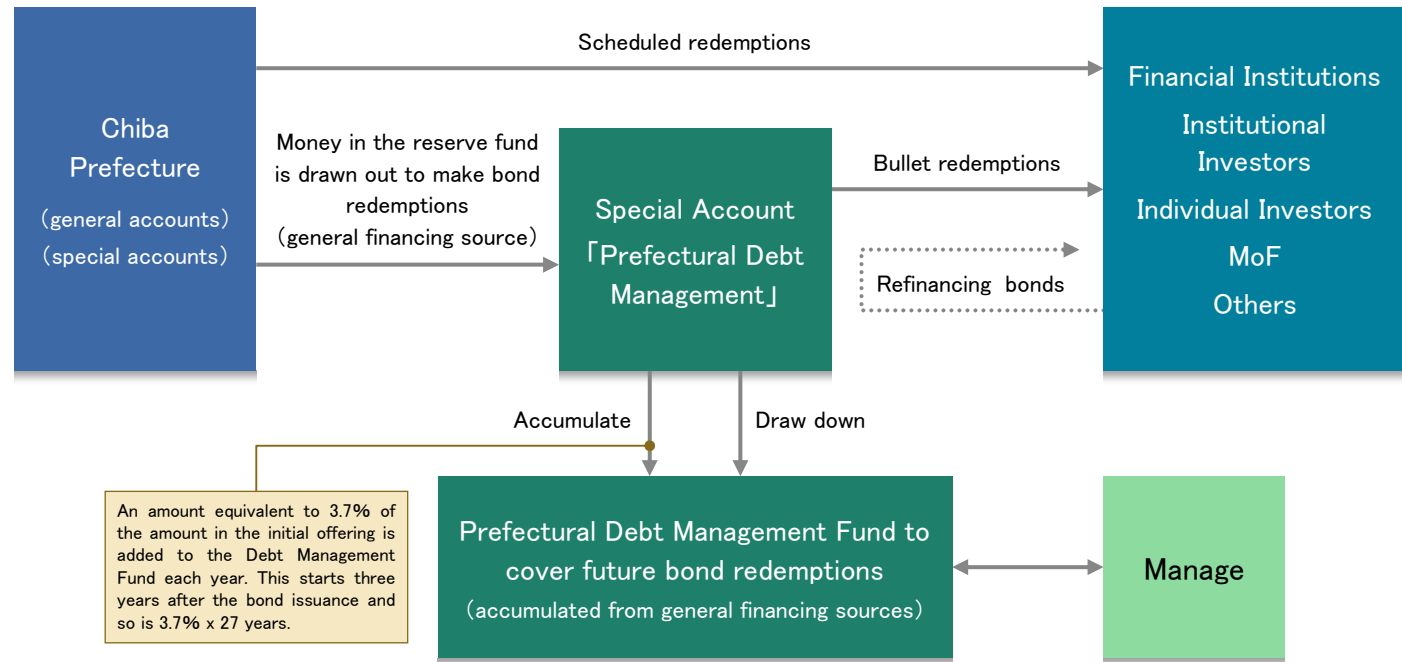 Scheduled redemptions
Chiba
Prefecture
（general accounts）
（special accounts）
Money in the reserve fund
is drawn out to make bond
redemptions
（general financing source）
Special Account
「Prefectural Debt
Management」
Bullet redemptions
Refinancing bonds
Financial Institutions
Institutional
Investors
Individual Investors
MoF
Others
Accumulate
Draw down
An amount equivalent to 3.7% of
the amount in the initial offering is
added to the Debt Management
Fund each year. This starts three
years after the bond issuance and
so is 3.7% x 27 years.
Prefectural Debt Management Fund to
cover future bond redemptions
（accumulated from general financing sources）
Manage